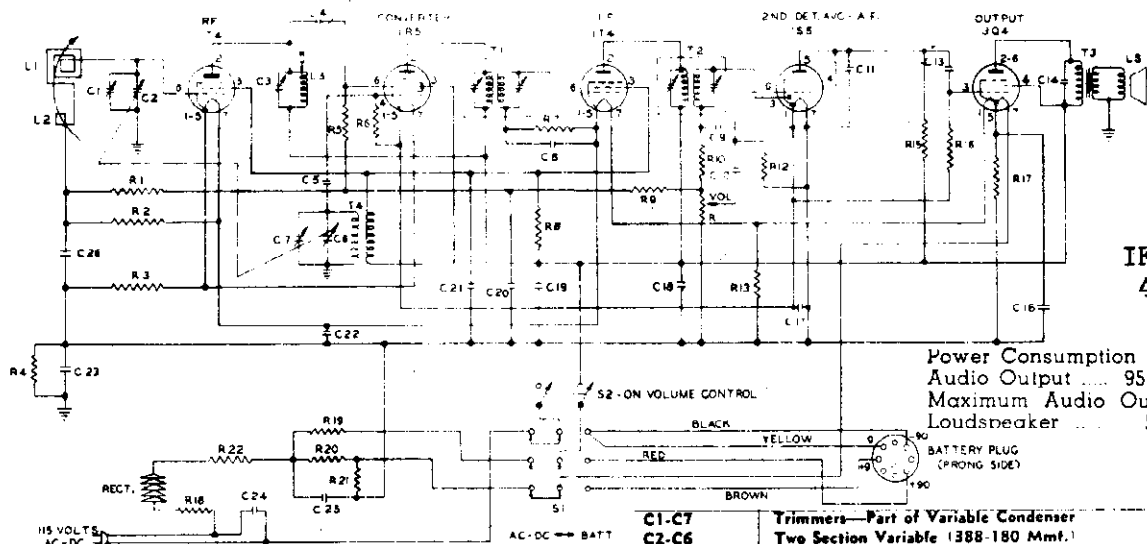 RF
CONVERTER
2ND DET. AVC - A.F.
OUTPUT
1R5
1T4
1S5
3Q4
T1
T2
T3
LS
L1
L2
C1
C2
C3
L3
R5
R6
C5
T4
C7
R7
C6
C11
C13
C14
R10
R12
R15
R16
R17
VOL
R1
R2
R3
R8
R9
C26
C21
C20
C19
C18
R13
C16
C22
R4
C23
Power Consumption
Audio Output ..... 95
Maximum Audio Ou
Loudspeaker
S2-ON VOLUME CONTROL
BLACK
YELLOW
RED
BROWN
-90
+90
BATTERY PLUG
(PRONG SIDE)
R19
R20
R21
R22
C25
RECT.
R18
C24
115 VOLTS
AC-DC
S1
AC-DC ↔ BATT
C1-C7 Trimmers—Part of Variable Condenser
C2-C6 Two Section Variable (388-180 Mmf.)